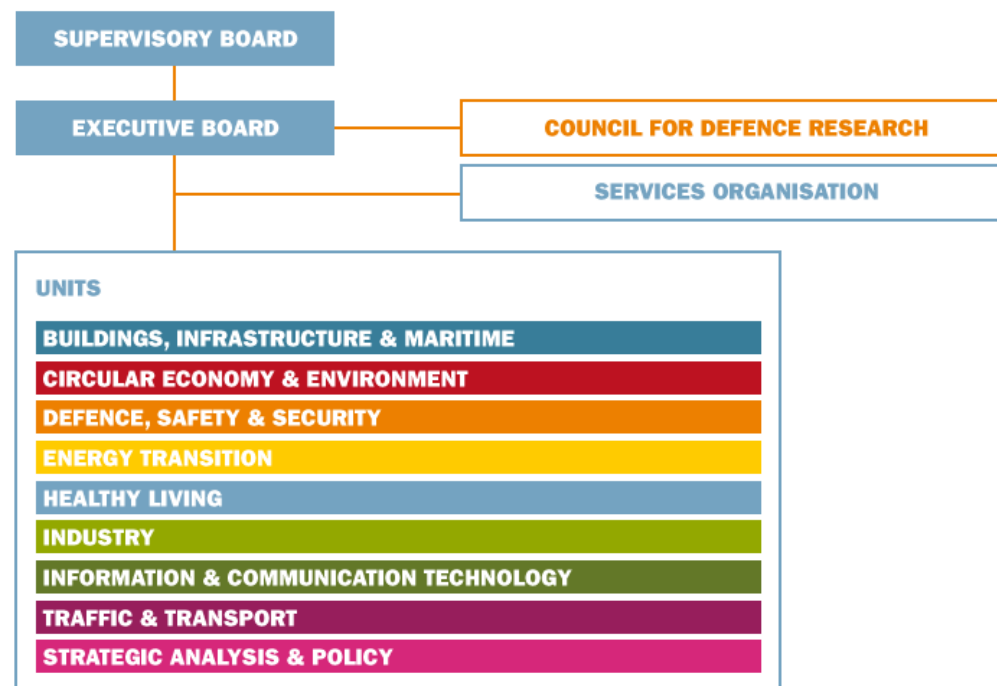 SUPERVISORY BOARD
EXECUTIVE BOARD
COUNCIL FOR DEFENCE RESEARCH
SERVICES ORGANISATION
UNITS
BUILDINGS, INFRASTRUCTURE & MARITIME
CIRCULAR ECONOMY & ENVIRONMENT
DEFENCE, SAFETY & SECURITY
ENERGY TRANSITION
HEALTHY LIVING
INDUSTRY
INFORMATION & COMMUNICATION TECHNOLOGY
TRAFFIC & TRANSPORT
STRATEGIC ANALYSIS & POLICY